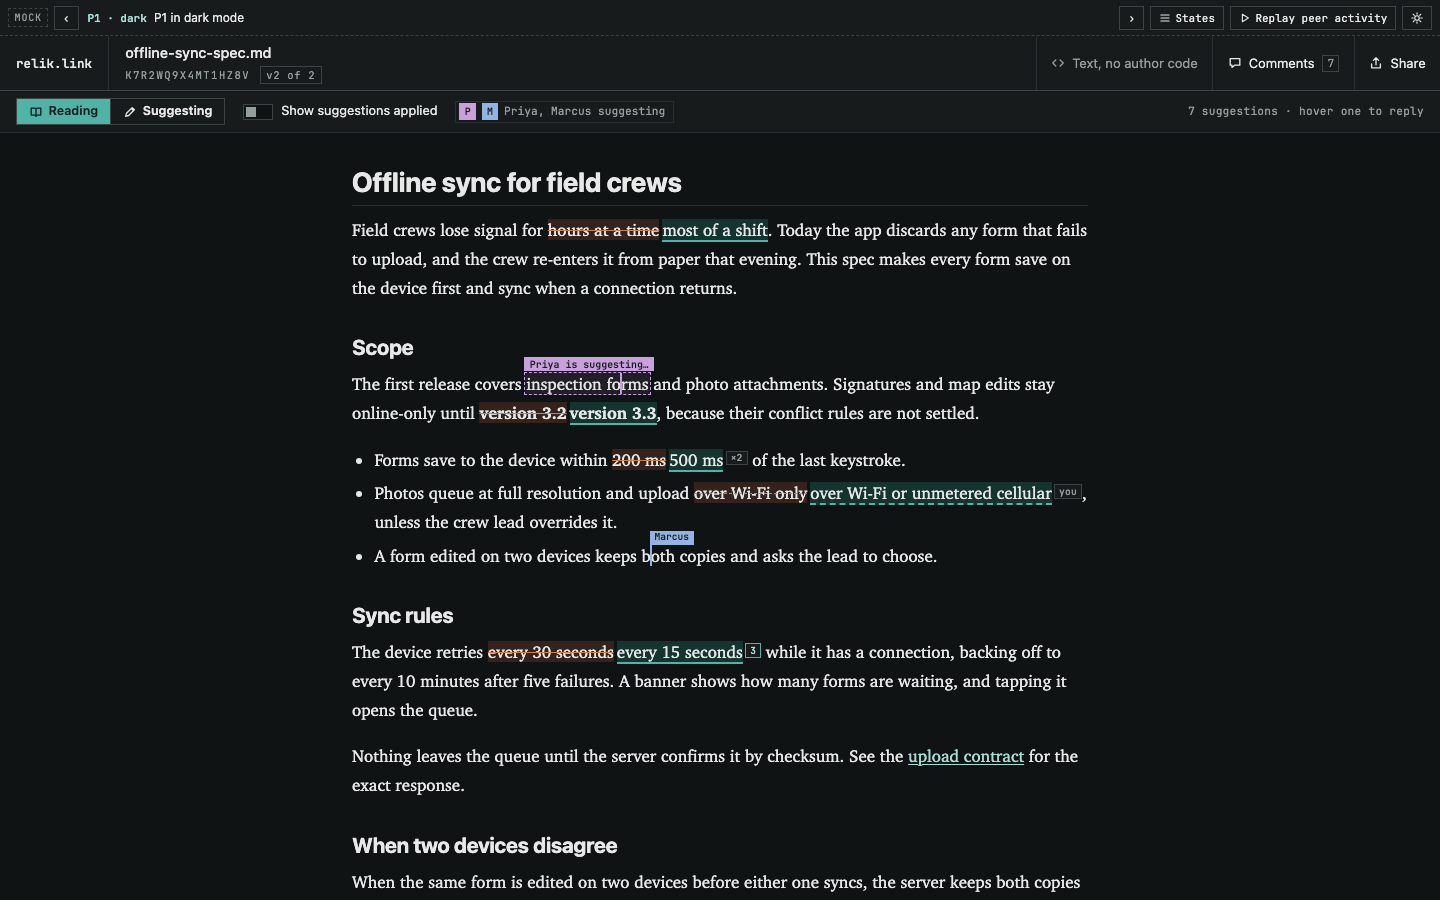 MOCK ‹ P1 · dark P1 in dark mode › States Replay peer activity
relik.link offline-sync-spec.md Text, no author code Comments 7 Share
K7R2WQ9X4MT1HZ8V v2 of 2
Reading Suggesting Show suggestions applied P M Priya, Marcus suggesting 7 suggestions · hover one to reply
Offline sync for field crews
Field crews lose signal for hours at a time most of a shift. Today the app discards any form that fails
to upload, and the crew re-enters it from paper that evening. This spec makes every form save on
the device first and sync when a connection returns.
Scope
Priya is suggesting…
The first release covers inspection forms and photo attachments. Signatures and map edits stay
online-only until version 3.2 version 3.3, because their conflict rules are not settled.
• Forms save to the device within 200 ms 500 ms ×2 of the last keystroke.
• Photos queue at full resolution and upload over Wi-Fi only over Wi-Fi or unmetered cellular you,
unless the crew lead overrides it.
Marcus
• A form edited on two devices keeps both copies and asks the lead to choose.
Sync rules
The device retries every 30 seconds every 15 seconds 3 while it has a connection, backing off to
every 10 minutes after five failures. A banner shows how many forms are waiting, and tapping it
opens the queue.
Nothing leaves the queue until the server confirms it by checksum. See the upload contract for the
exact response.
When two devices disagree
When the same form is edited on two devices before either one syncs, the server keeps both copies